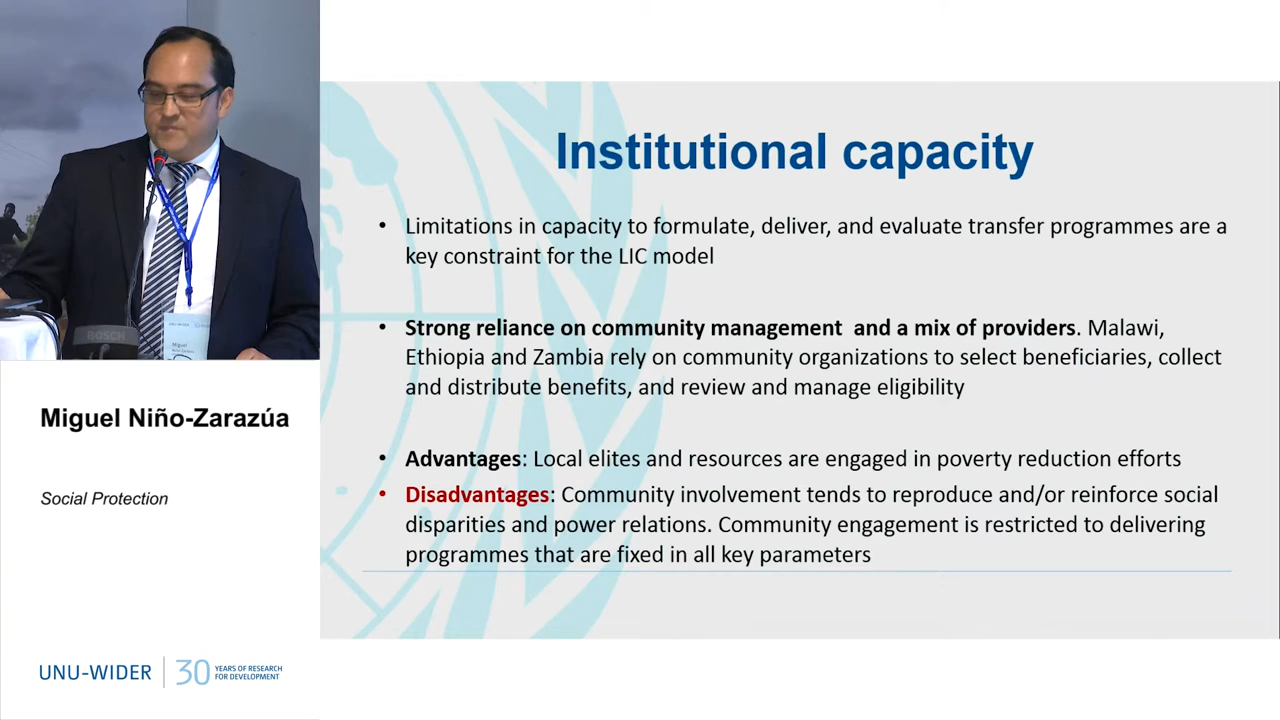 Institutional capacity
• Limitations in capacity to formulate, deliver, and evaluate transfer programmes are a
key constraint for the LIC model
• Strong reliance on community management  and a mix of providers. Malawi,
Ethiopia and Zambia rely on community organizations to select beneficiaries, collect
and distribute benefits, and review and manage eligibility
• Advantages: Local elites and resources are engaged in poverty reduction efforts
• Disadvantages: Community involvement tends to reproduce and/or reinforce social
disparities and power relations. Community engagement is restricted to delivering
programmes that are fixed in all key parameters
BOSCH
UNU-WIDER
Miguel
Miguel Niño-Zarazúa
Social Protection
UNU-WIDER
30 YEARS OF RESEARCH
FOR DEVELOPMENT